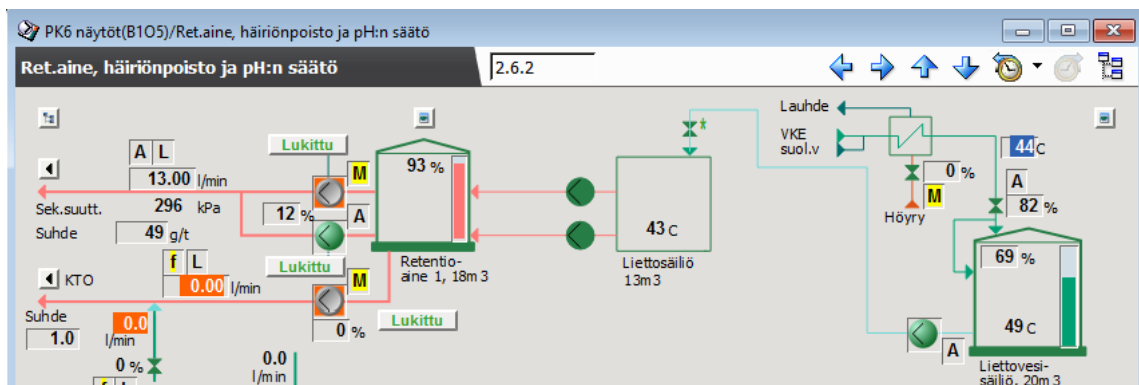 PK6 näytöt(B1O5)/Ret.aine, häiriönpoisto ja pH:n säätö
Ret.aine, häiriönpoisto ja pH:n säätö
2.6.2
Lauhde
VKE
suol.v
44 C
0 %
M
A
82 %
Höyry
Lukittu
A L
13.00 l/min
M
93 %
Sek.suutt. 296 kPa
12 %
A
Suhde 49 g/t
43 C
69 %
f L
Lukittu
M
Retentio-
aine 1, 18m3
Liettosäiliö
13m3
KTO
0.00 l/min
Lukittu
0 %
Suhde
1.0
0.0
l/min
49 C
A
0 %
0.0
l/min
f L
Liettovesi-
säiliö, 20m3